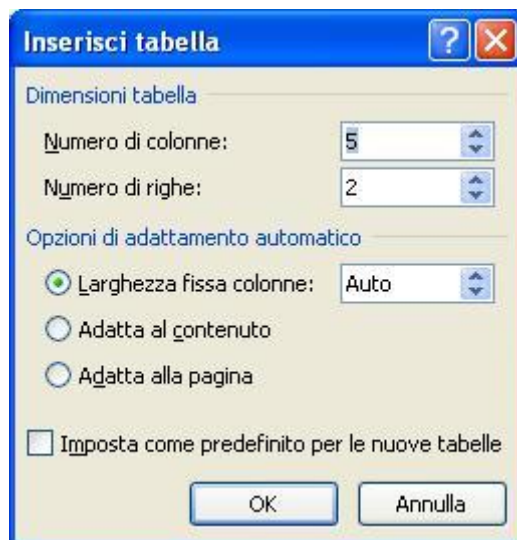 Inserisci tabella ?
Dimensioni tabella
Numero di colonne: 5
Numero di righe: 2
Opzioni di adattamento automatico
Larghezza fissa colonne: Auto
Adatta al contenuto
Adatta alla pagina
Imposta come predefinito per le nuove tabelle
OK Annulla